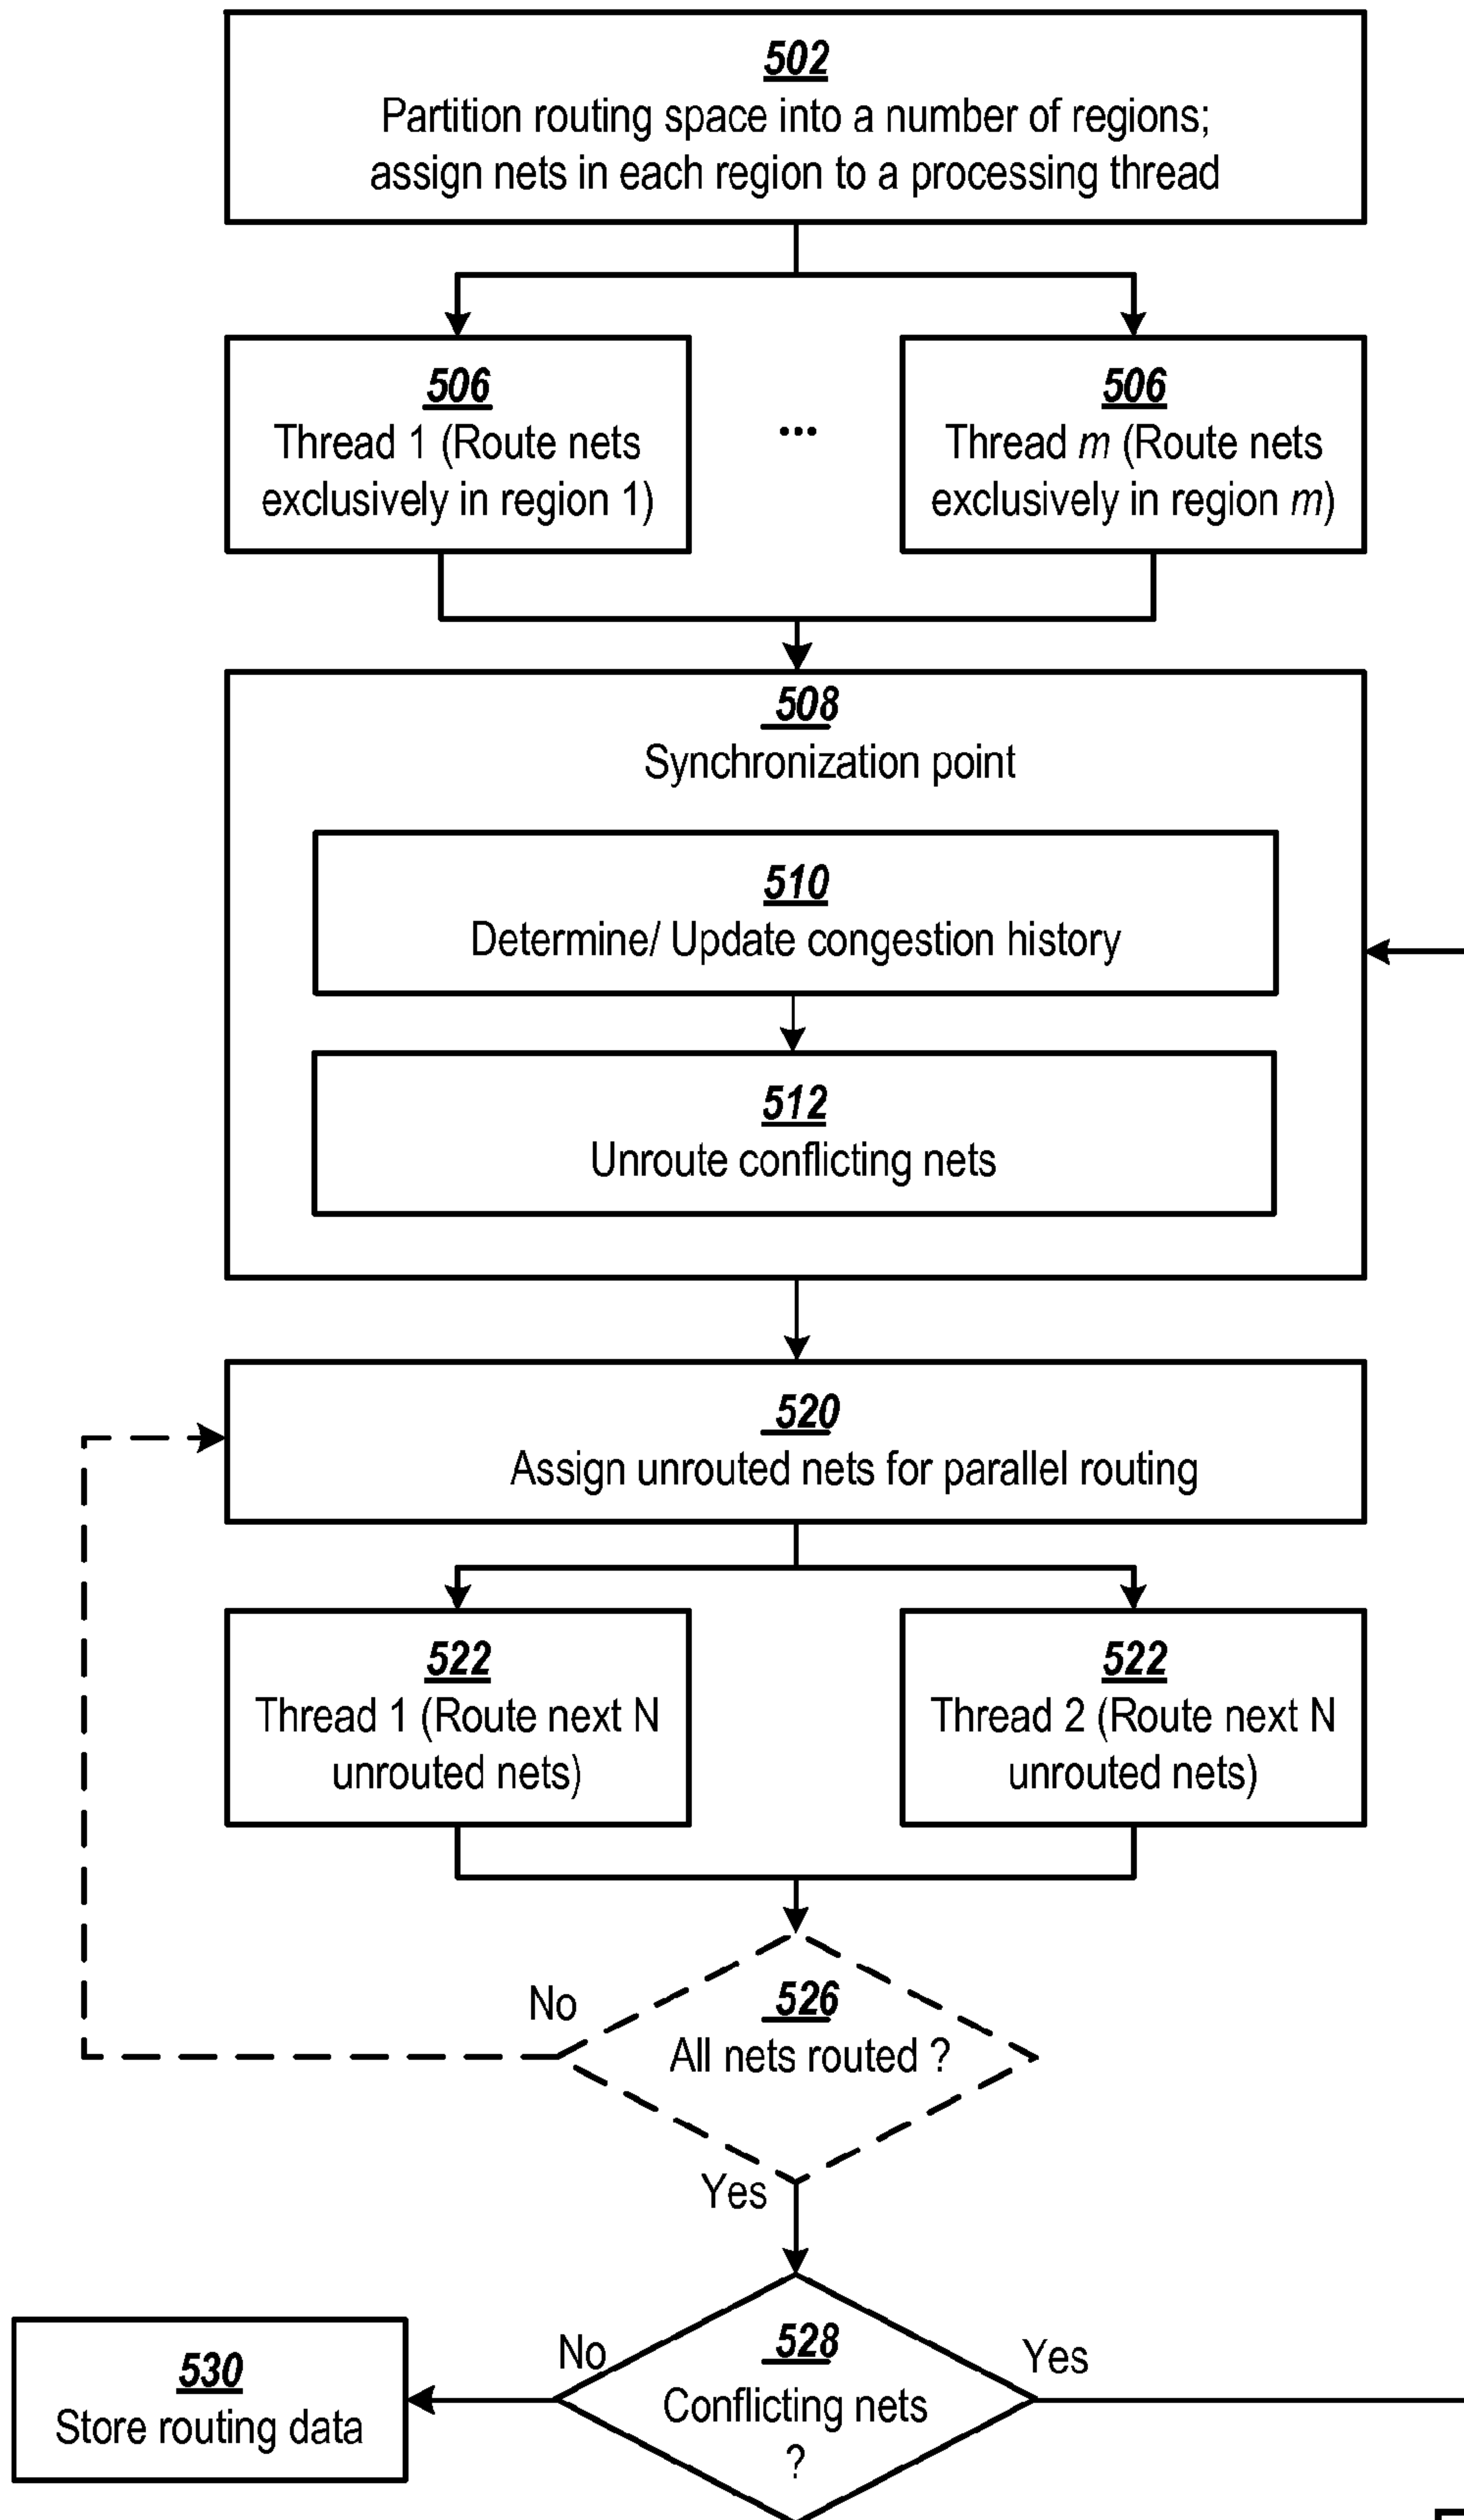 502
Partition routing space into a number of regions;
assign nets in each region to a processing thread
506
Thread 1 (Route nets
exclusively in region 1)
...
506
Thread m (Route nets
exclusively in region m)
508
Synchronization point
510
Determine/ Update congestion history
512
Unroute conflicting nets
520
Assign unrouted nets for parallel routing
522
Thread 1 (Route next N
unrouted nets)
522
Thread 2 (Route next N
unrouted nets)
No
526
All nets routed ?
Yes
530
Store routing data
No
528
Conflicting nets
?
Yes